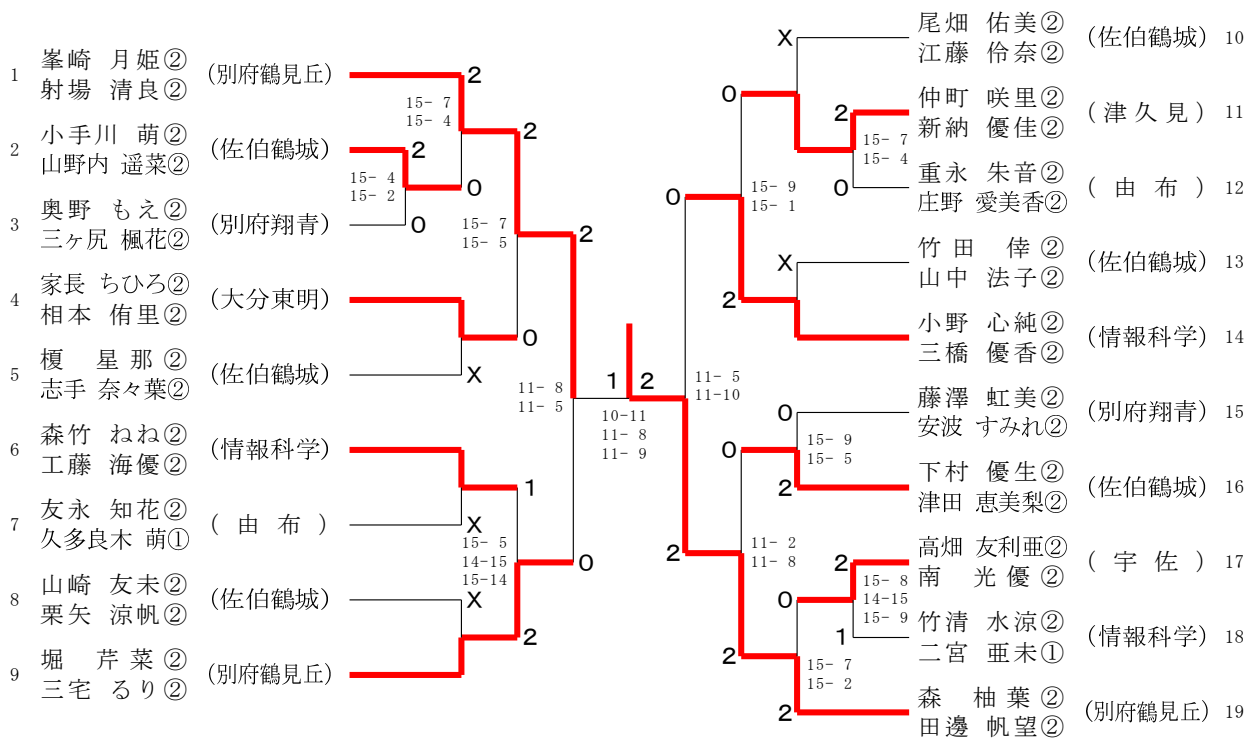 1 峯崎 月姫② (別府鶴見丘)
射場 清良②
2 小手川 萌② (佐伯鶴城)
山野内 遥菜②
3 奥野 もえ② (別府翔青)
三ヶ尻 楓花②
4 家長 ちひろ② (大分東明)
相本 侑里②
5 榎 星那② (佐伯鶴城)
志手 奈々葉②
6 森竹 ねね② (情報科学)
工藤 海優②
7 友永 知花② (由布)
久多良木 萌①
8 山崎 友未② (佐伯鶴城)
栗矢 涼帆②
9 堀 芹菜② (別府鶴見丘)
三宅 るり②
2
15- 7
15- 4
2
2
0
15- 4
15- 2
0
15- 7
15- 5
2
0
X
11- 8
11- 5
1
X
15- 5
14-15
15-14
0
X
2
1 2
10-11
11- 8
11- 9
X
0
2
15- 7
15- 4
0
0
15- 9
15- 1
X
2
11- 5
11-10
0
15- 9
15- 5
0
2
2
11- 2
11- 8
2
15- 8
14-15
15- 9
0
1
2
15- 7
15- 2
2
尾畑 佑美② (佐伯鶴城) 10
江藤 伶奈②
仲町 咲里② (津久見) 11
新納 優佳②
重永 朱音② (由布) 12
庄野 愛美香②
竹田 倖② (佐伯鶴城) 13
山中 法子②
小野 心純② (情報科学) 14
三橋 優香②
藤澤 虹美② (別府翔青) 15
安波 すみれ②
下村 優生② (佐伯鶴城) 16
津田 恵美梨②
高畑 友利亜② (宇佐) 17
南 光優②
竹清 水涼② (情報科学) 18
二宮 亜未①
森 柚葉② (別府鶴見丘) 19
田邊 帆望②